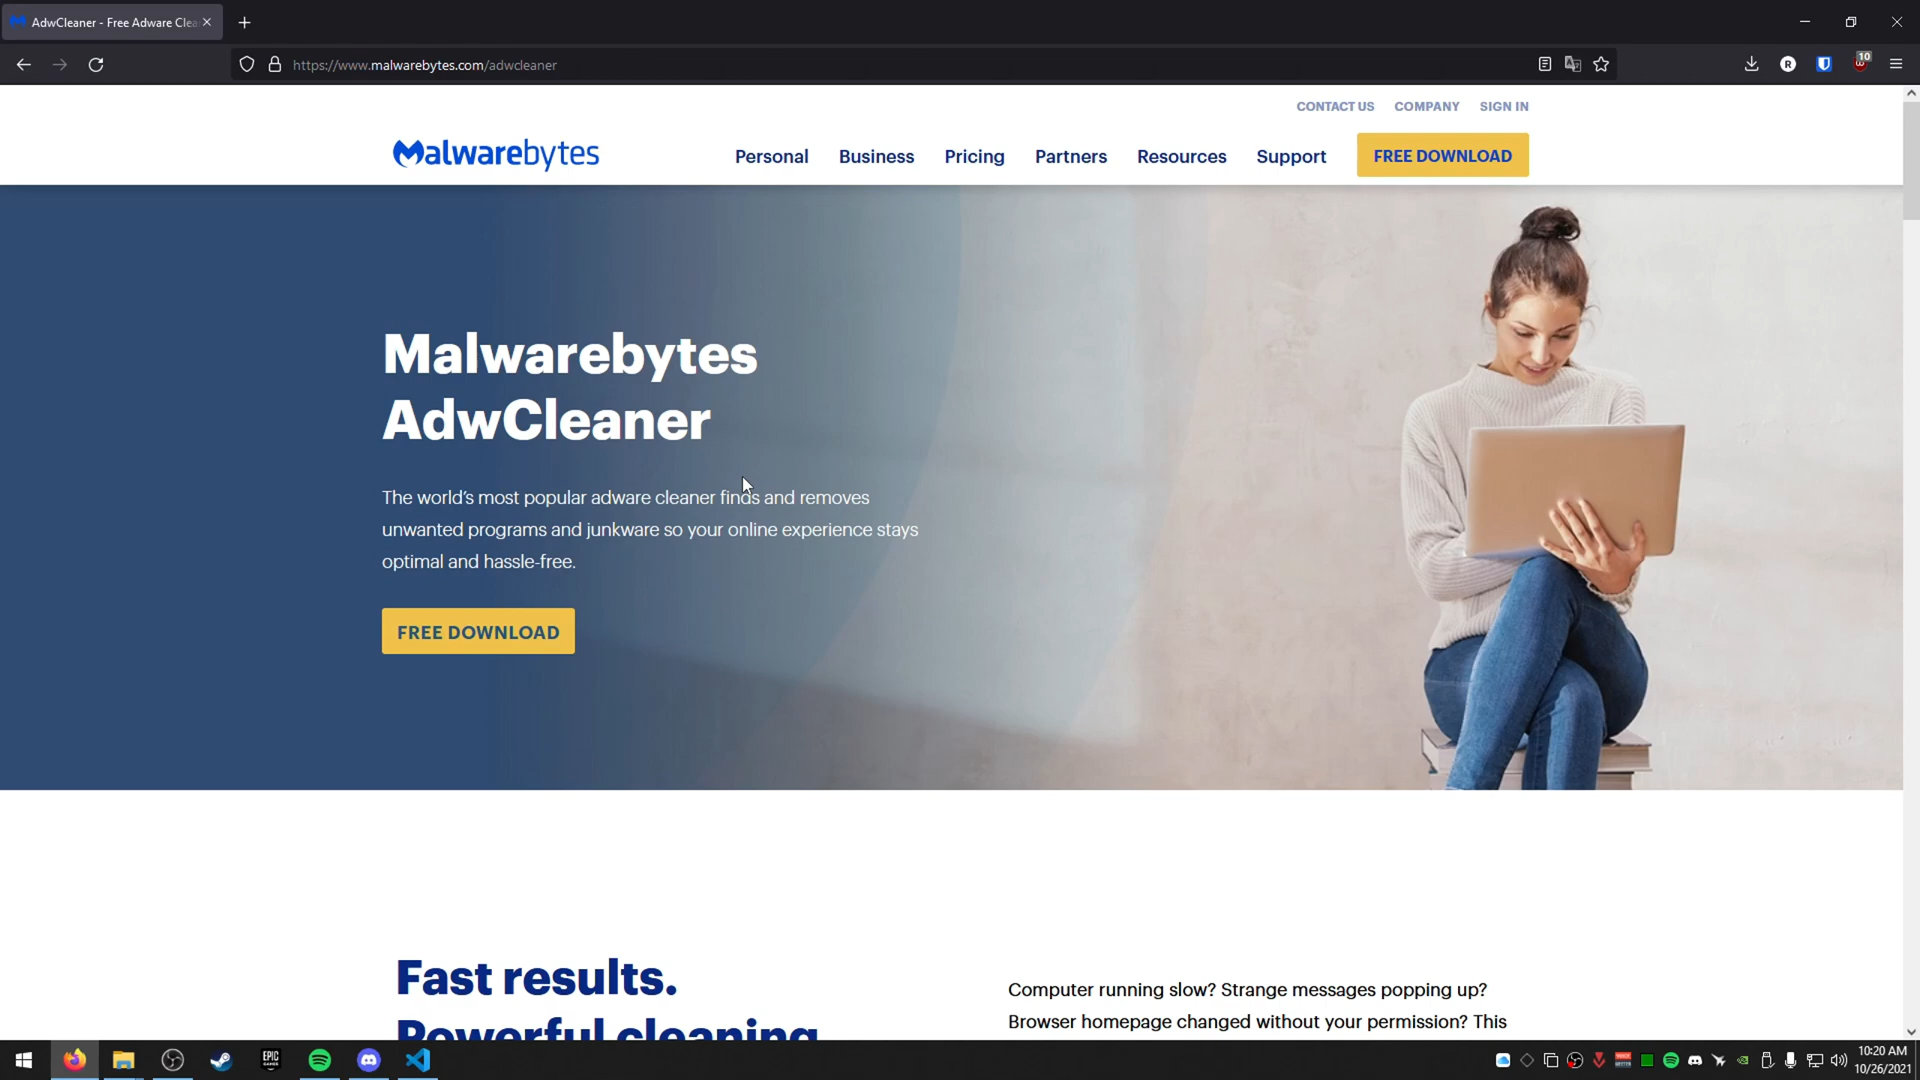 AdwCleaner - Free Adware Clea
https://www.malwarebytes.com/adwcleaner
10
R
CONTACT US COMPANY SIGN IN
Malwarebytes
Personal Business Pricing Partners Resources Support FREE DOWNLOAD
Malwarebytes
AdwCleaner
The world's most popular adware cleaner finds and removes
unwanted programs and junkware so your online experience stays
optimal and hassle-free.
FREE DOWNLOAD
Fast results.
Powerful cleaning
Computer running slow? Strange messages popping up?
Browser homepage changed without your permission? This
EPIC
GAMES
10:20 AM
10/26/2021